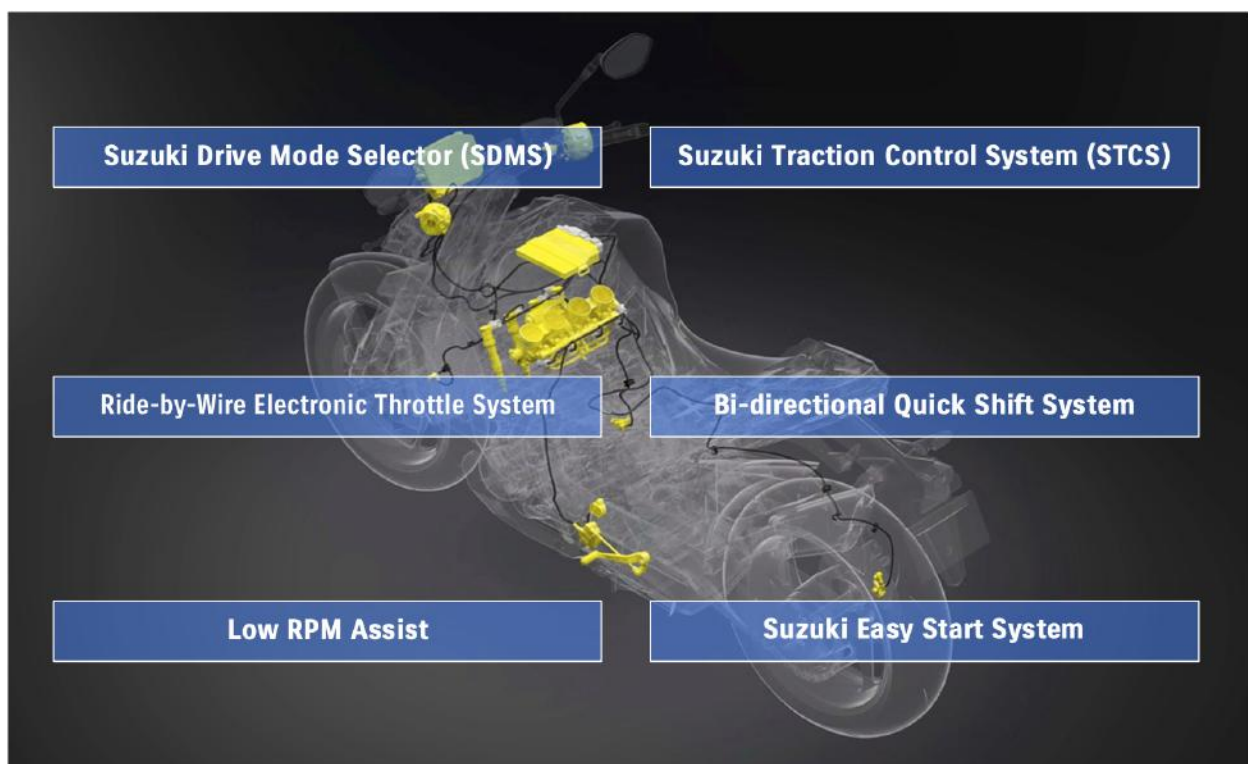 Suzuki Drive Mode Selector (SDMS)
Suzuki Traction Control System (STCS)
Ride-by-Wire Electronic Throttle System
Bi-directional Quick Shift System
Low RPM Assist
Suzuki Easy Start System